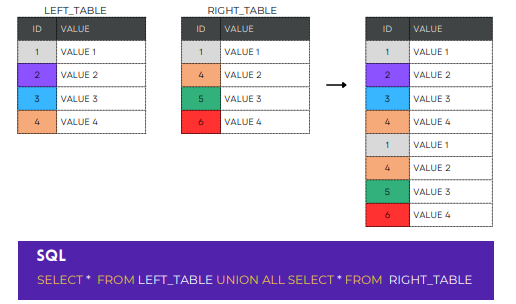 LEFT_TABLE
ID VALUE
1 VALUE 1
2 VALUE 2
3 VALUE 3
4 VALUE 4
RIGHT_TABLE
ID VALUE
1 VALUE 1
4 VALUE 2
5 VALUE 3
6 VALUE 4
ID VALUE
1 VALUE 1
2 VALUE 2
3 VALUE 3
4 VALUE 4
1 VALUE 1
4 VALUE 2
5 VALUE 3
6 VALUE 4
SQL
SELECT * FROM LEFT_TABLE UNION ALL SELECT * FROM RIGHT_TABLE